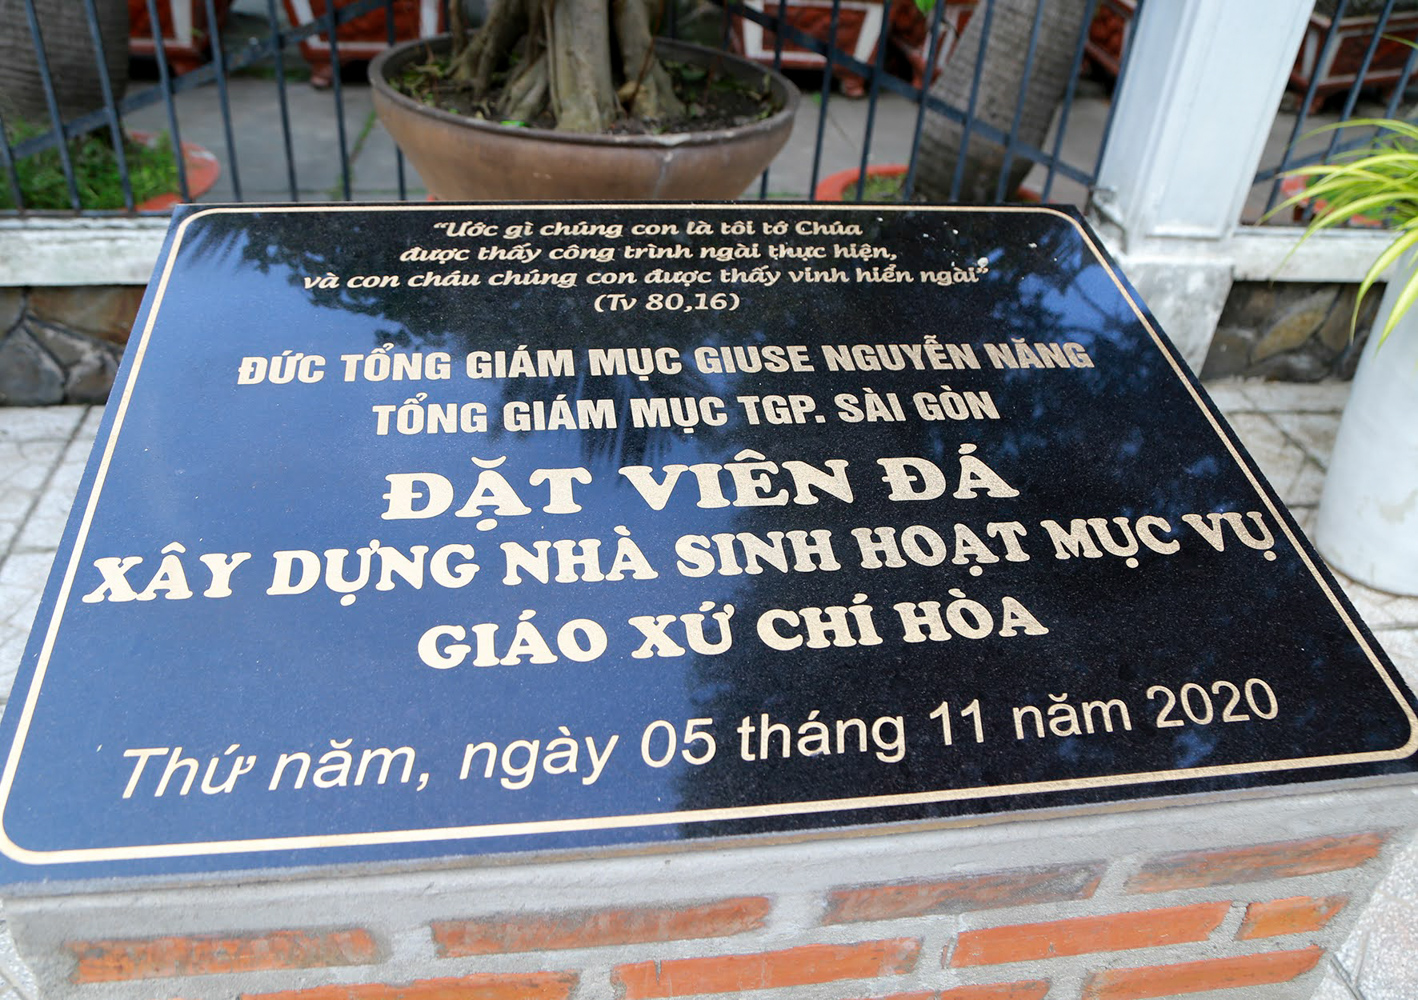 “Ước gì chúng con là tôi tớ Chúa
được thấy công trình ngài thực hiện,
và con cháu chúng con được thấy vinh hiển ngài”
(Tv 80,16)
ĐỨC TỔNG GIÁM MỤC GIUSE NGUYỄN NĂNG
TỔNG GIÁM MỤC TGP. SÀI GÒN
ĐẶT VIÊN ĐÁ
XÂY DỰNG NHÀ SINH HOẠT MỤC VỤ
GIÁO XỨ CHÍ HÒA
Thứ năm, ngày 05 tháng 11 năm 2020